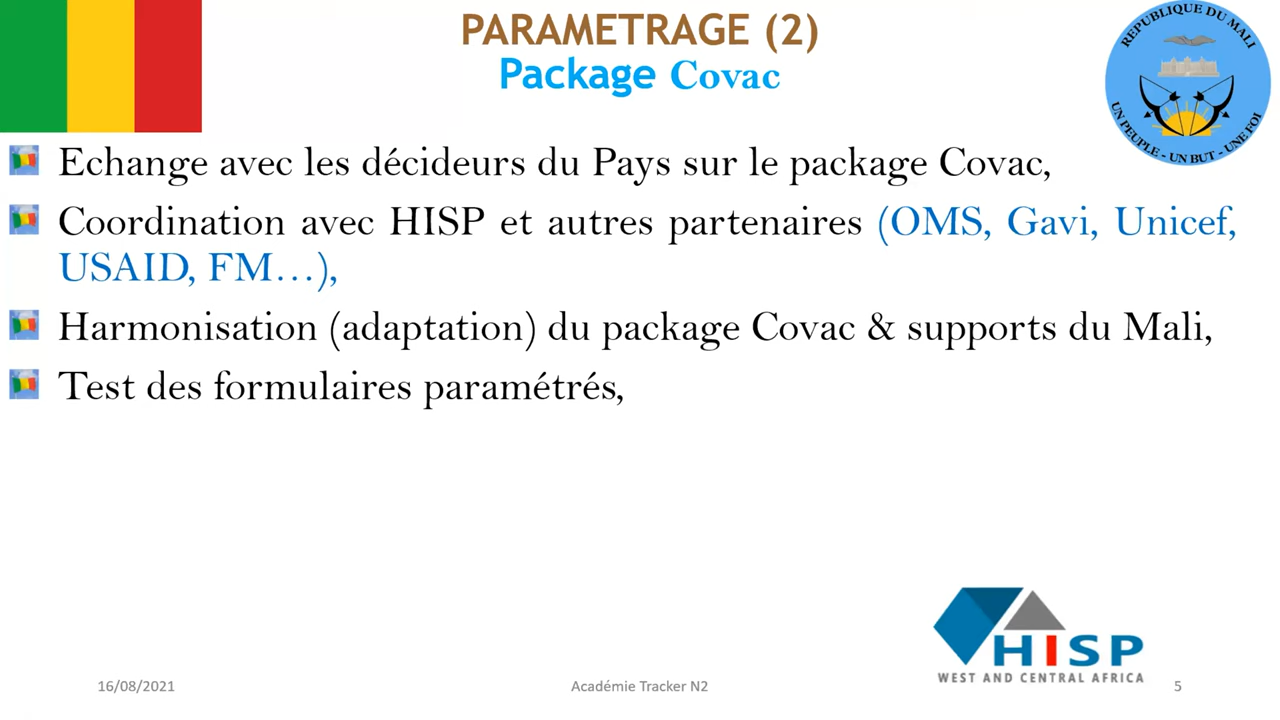 PARAMETRAGE (2)
Package Covac
REPUBLIQUE DU MALI
UN PEUPLE - UN BUT - UNE FOI
Echange avec les décideurs du Pays sur le package Covac,
Coordination avec HISP et autres partenaires (OMS, Gavi, Unicef,
USAID, FM…),
Harmonisation (adaptation) du package Covac & supports du Mali,
Test des formulaires paramétrés,
HISP
WEST AND CENTRAL AFRICA
16/08/2021
Académie Tracker N2
5